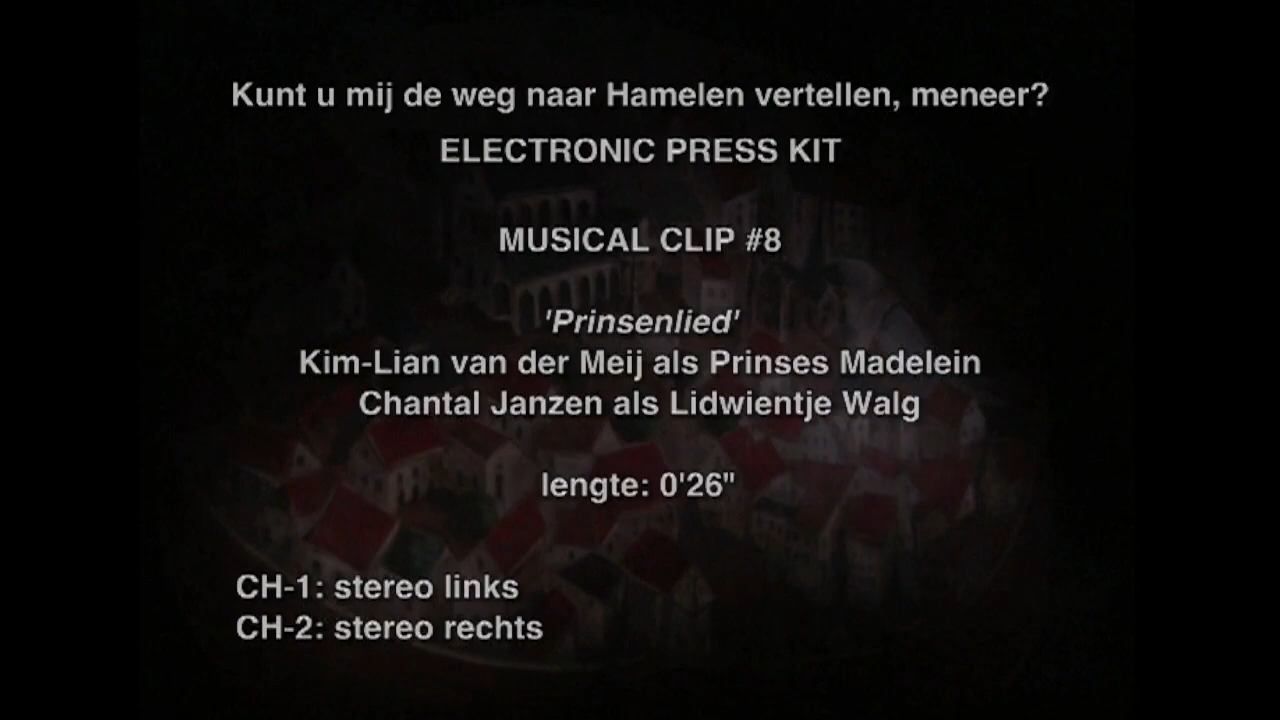 Kunt u mij de weg naar Hamelen vertellen, meneer?
ELECTRONIC PRESS KIT
MUSICAL CLIP #8
'Prinsenlied'
Kim-Lian van der Meij als Prinses Madelein
Chantal Janzen als Lidwientje Walg
lengte: 0'26"
CH-1: stereo links
CH-2: stereo rechts